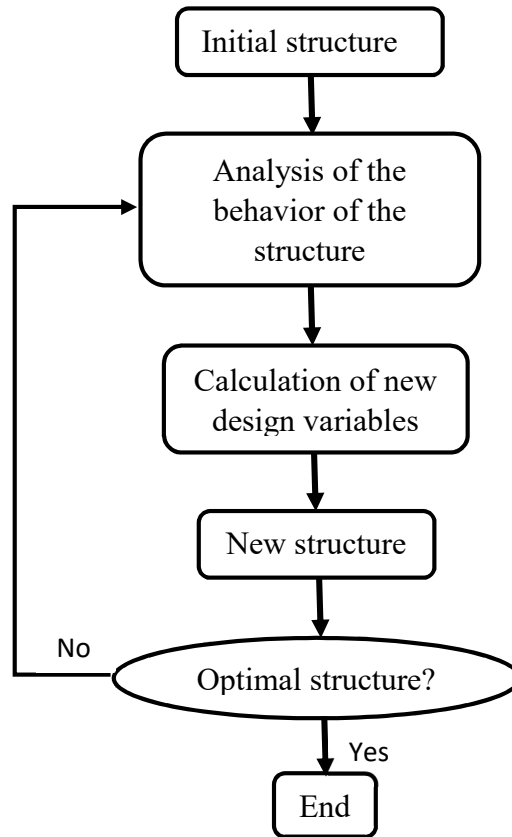 Initial structure
Analysis of the
behavior of the
structure
Calculation of new
design variables
New structure
No
Optimal structure?
Yes
End